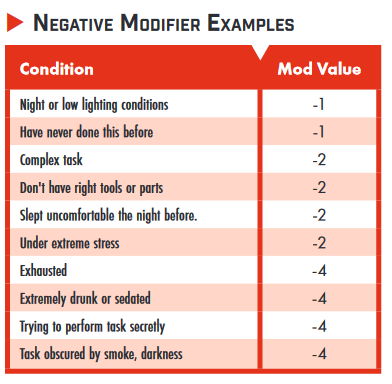 Negative Modifier Examples
Condition Mod Value
Night or low lighting conditions -1
Have never done this before -1
Complex task -2
Don't have right tools or parts -2
Slept uncomfortable the night before. -2
Under extreme stress -2
Exhausted -4
Extremely drunk or sedated -4
Trying to perform task secretly -4
Task obscured by smoke, darkness -4